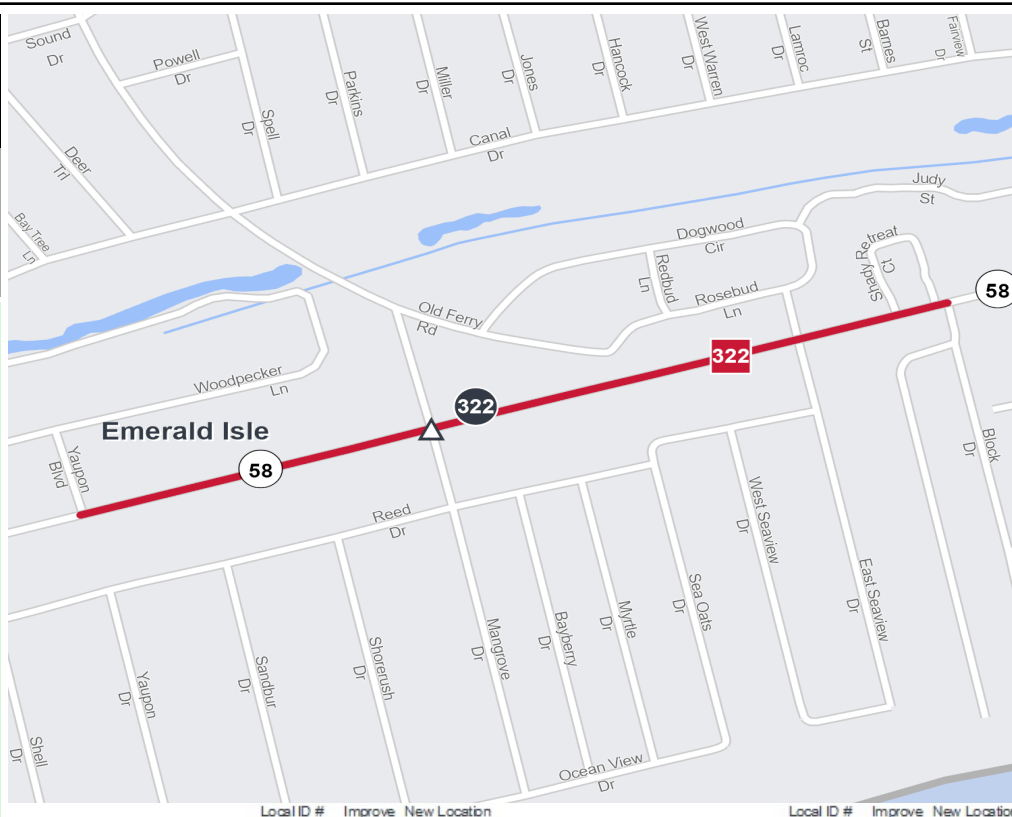 Sound
Dr
Powell
Dr
Spell
Dr
Parkins
Dr
Miller
Dr
Jones
Dr
Hancock
Dr
West Warren
Dr
Lamroc
Dr
Barnes
St
Fairview
Dr
Deer
Trl
Canal
Dr
Bay Tree
Ln
Judy
St
Dogwood
Cir
Redbud
Ln
Rosebud
Ln
Shady Retreat
Ct
58
Old Ferry
Rd
322
Woodpecker
Ln
322
Emerald Isle
58
Yaupon
Blvd
Block
Dr
Reed
Dr
West Seaview
Dr
East Seaview
Dr
Sea Oats
Dr
Myrtle
Dr
Bayberry
Dr
Mangrove
Dr
Shorerush
Dr
Sandbur
Dr
Yaupon
Dr
Shell
Dr
Ocean View
Dr
Local ID # Improve New Location Local ID # Improve New Location